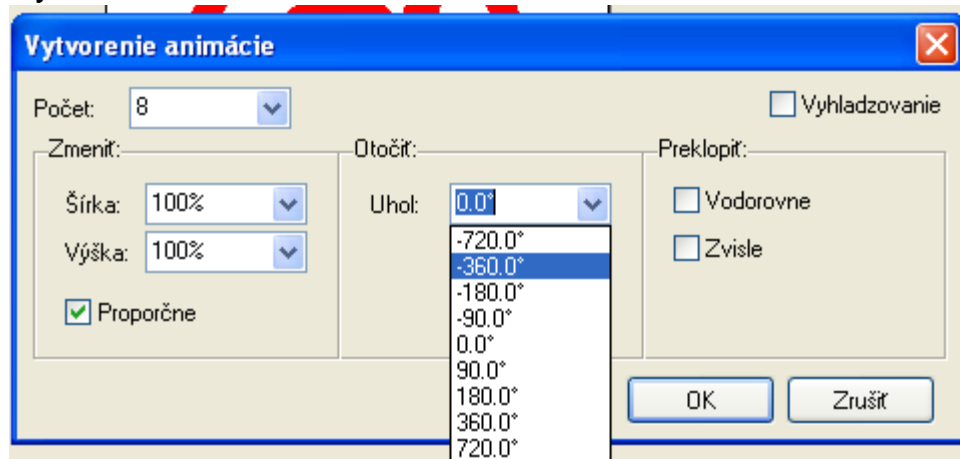 Vytvorenie animácie
Počet: 8 Vyhladzovanie
Zmeniť: Otočiť: Preklopiť:
Šírka: 100% Uhol: 0.0° Vodorovne
Výška: 100% -720.0° Zvisle
-360.0°
-180.0°
Proporčne -90.0°
0.0°
90.0°
180.0° OK Zrušiť
360.0°
720.0°